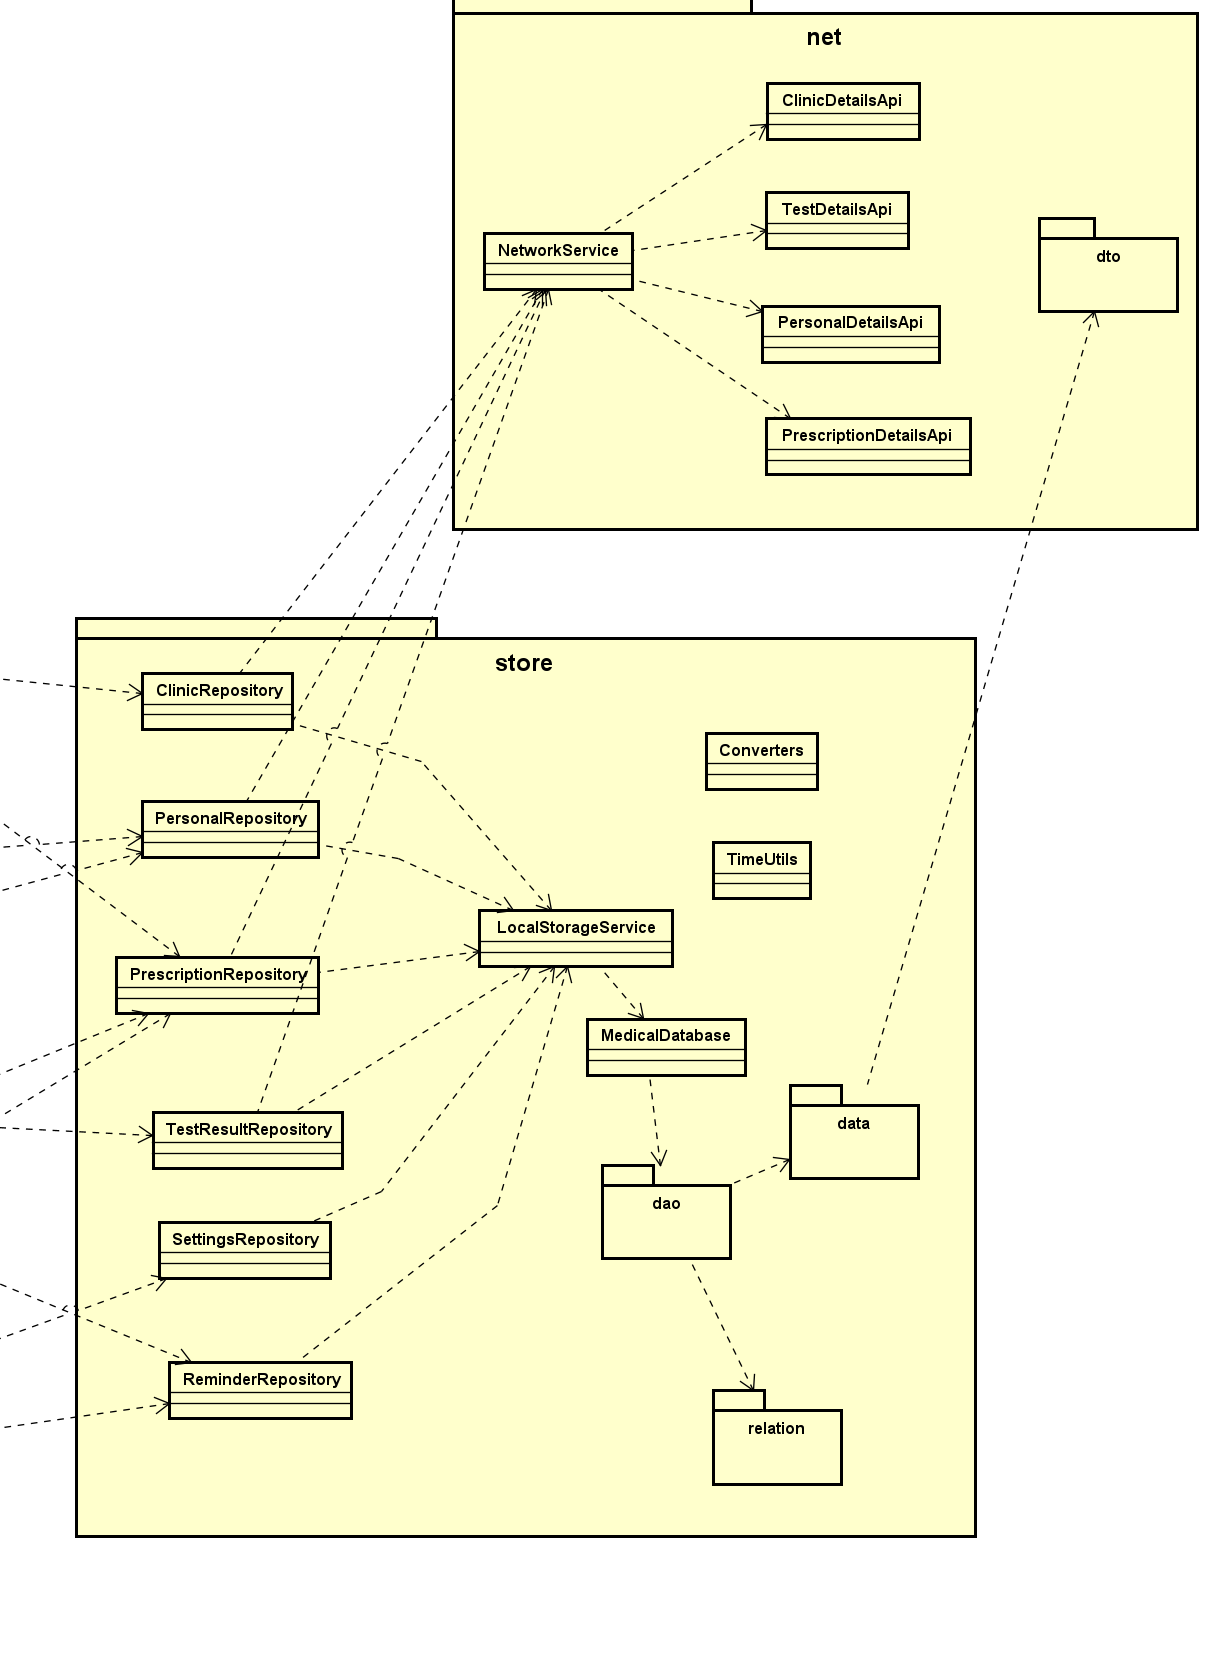 net
ClinicDetailsApi
TestDetailsApi
NetworkService
dto
PersonalDetailsApi
PrescriptionDetailsApi
store
ClinicRepository
Converters
PersonalRepository
TimeUtils
LocalStorageService
PrescriptionRepository
MedicalDatabase
data
TestResultRepository
dao
SettingsRepository
ReminderRepository
relation